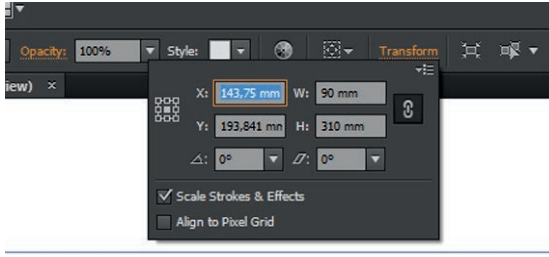 Opacity: 100% Style: Transform
iew) ×
X: 143,75 mm W: 90 mm
Y: 193,841 mn H: 310 mm
0° 0°
Scale Strokes & Effects
Align to Pixel Grid